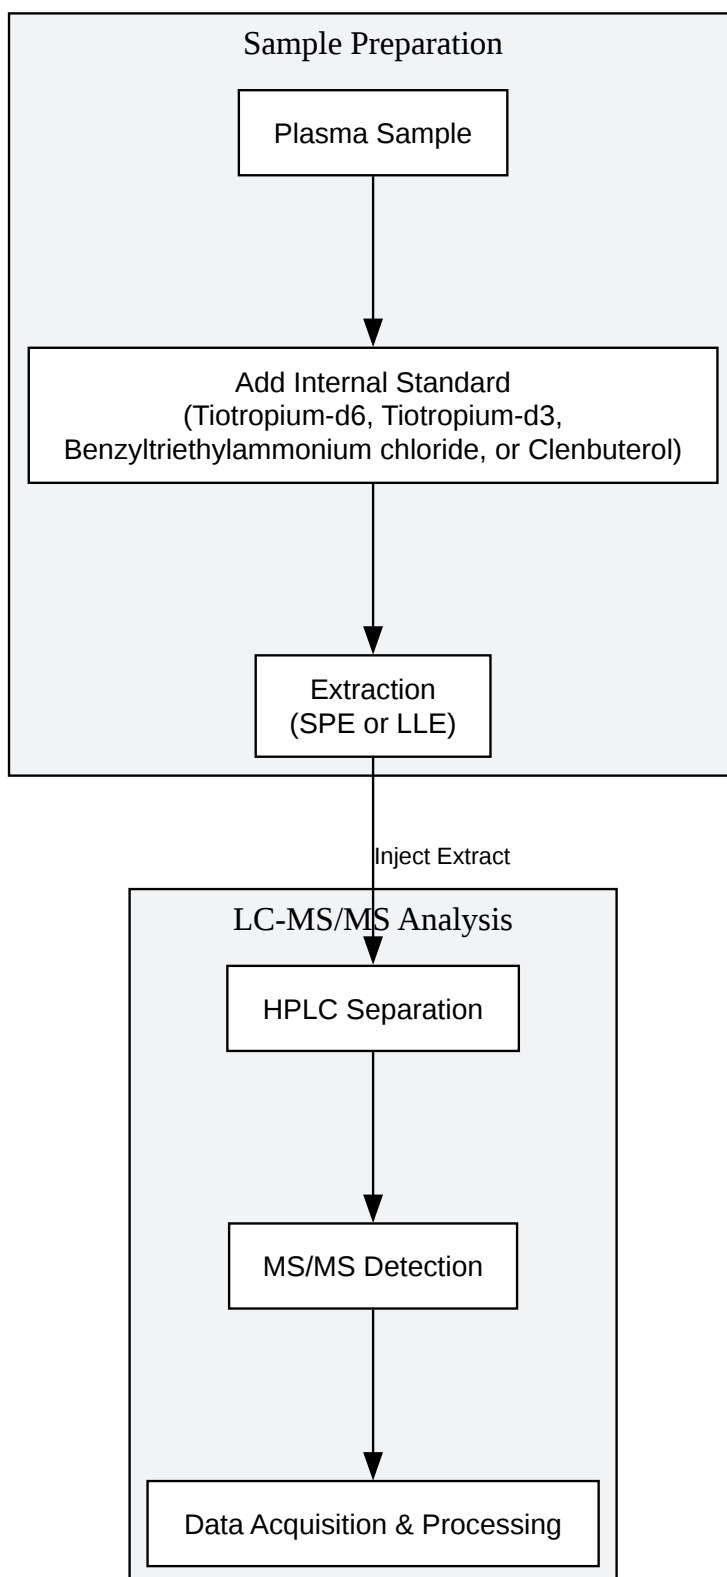 Sample Preparation
Plasma Sample
Add Internal Standard
(Tiotropium-d6, Tiotropium-d3,
Benzyltriethylammonium chloride, or Clenbuterol)
Extraction
(SPE or LLE)
Inject Extract
LC-MS/MS Analysis
HPLC Separation
MS/MS Detection
Data Acquisition & Processing